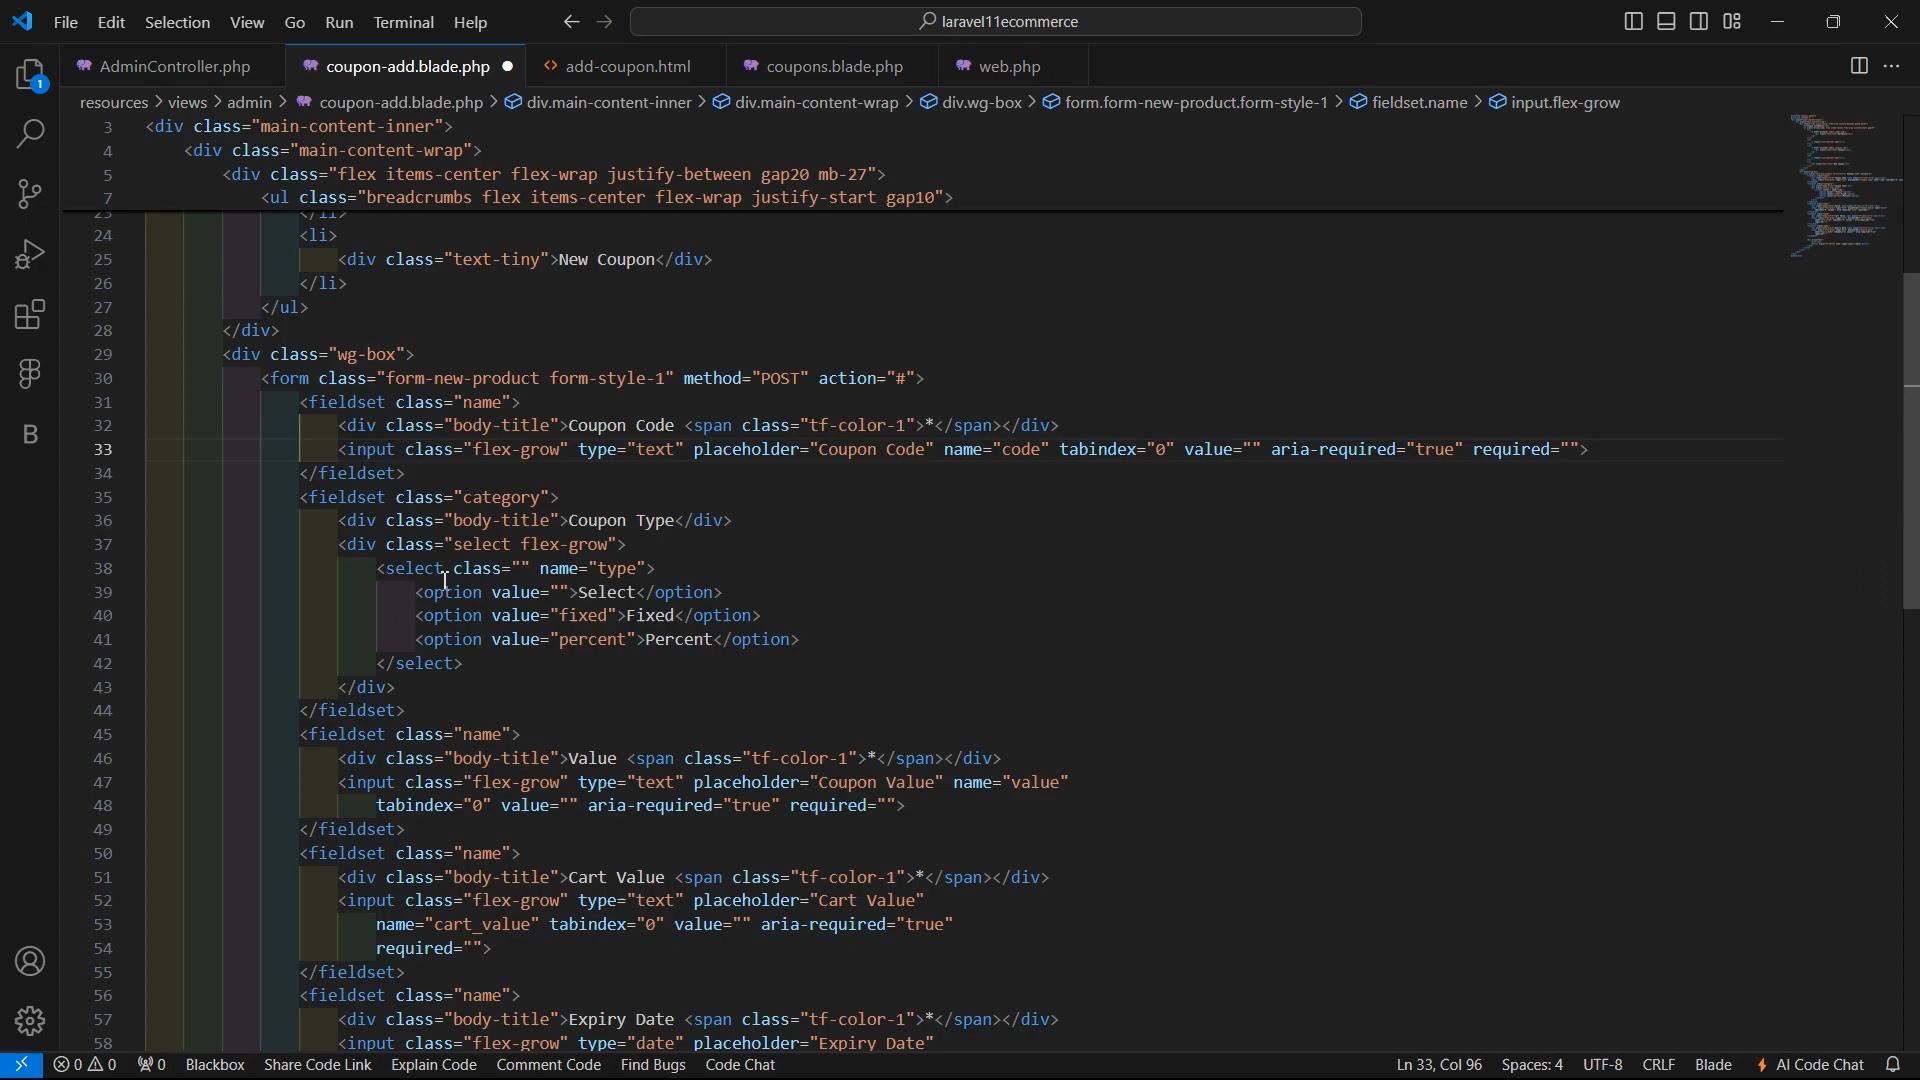 File Edit Selection View Go Run Terminal Help laravel11ecommerce
AdminController.php coupon-add.blade.php add-coupon.html coupons.blade.php web.php
resources > views > admin > coupon-add.blade.php > div.main-content-inner > div.main-content-wrap > div.wg-box > form.form-new-product.form-style-1 > fieldset.name > input.flex-grow
3 <div class="main-content-inner">
4 <div class="main-content-wrap">
5 <div class="flex items-center flex-wrap justify-between gap20 mb-27">
7 <ul class="breadcrumbs flex items-center flex-wrap justify-start gap10">
23 </li>
24 <li>
25 <div class="text-tiny">New Coupon</div>
26 </li>
27 </ul>
28 </div>
29 <div class="wg-box">
30 <form class="form-new-product form-style-1" method="POST" action="#">
31 <fieldset class="name">
32 <div class="body-title">Coupon Code <span class="tf-color-1">*</span></div>
33 <input class="flex-grow" type="text" placeholder="Coupon Code" name="code" tabindex="0" value="" aria-required="true" required="">
34 </fieldset>
35 <fieldset class="category">
36 <div class="body-title">Coupon Type</div>
37 <div class="select flex-grow">
38 <select class="" name="type">
39 <option value="">Select</option>
40 <option value="fixed">Fixed</option>
41 <option value="percent">Percent</option>
42 </select>
43 </div>
44 </fieldset>
45 <fieldset class="name">
46 <div class="body-title">Value <span class="tf-color-1">*</span></div>
47 <input class="flex-grow" type="text" placeholder="Coupon Value" name="value"
48 tabindex="0" value="" aria-required="true" required="">
49 </fieldset>
50 <fieldset class="name">
51 <div class="body-title">Cart Value <span class="tf-color-1">*</span></div>
52 <input class="flex-grow" type="text" placeholder="Cart Value"
53 name="cart_value" tabindex="0" value="" aria-required="true"
54 required="">
55 </fieldset>
56 <fieldset class="name">
57 <div class="body-title">Expiry Date <span class="tf-color-1">*</span></div>
58 <input class="flex-grow" type="date" placeholder="Expiry Date"
1
B
0 0 0 Blackbox Share Code Link Explain Code Comment Code Find Bugs Code Chat Ln 33, Col 96 Spaces: 4 UTF-8 CRLF Blade AI Code Chat